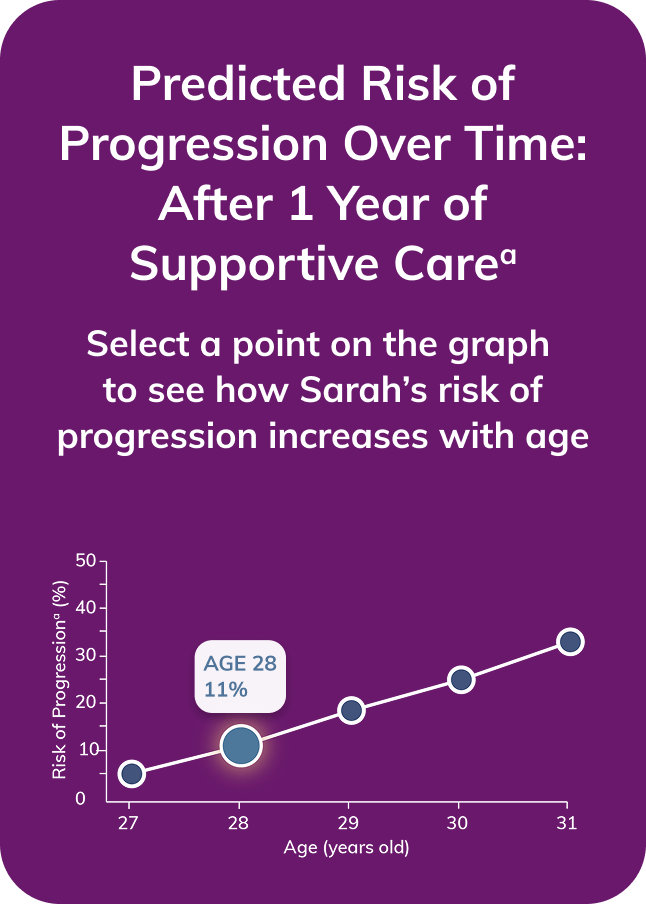 Predicted Risk of
Progression Over Time:
After 1 Year of
Supportive Careᵃ
Select a point on the graph
to see how Sarah’s risk of
progression increases with age
Risk of Progressionᵃ (%)
50
40
30
20
10
0
AGE 28
11%
27 28 29 30 31
Age (years old)